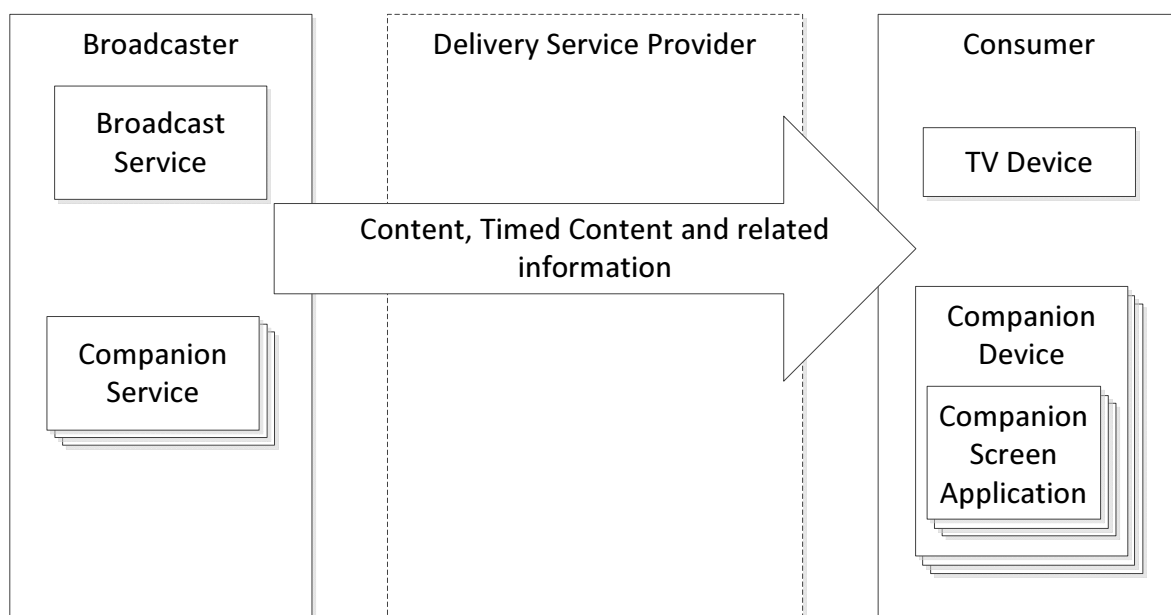 Broadcaster
Broadcast
Service
Companion
Service
Delivery Service Provider
Content, Timed Content and related
information
Consumer
TV Device
Companion
Device
Companion
Screen
Application